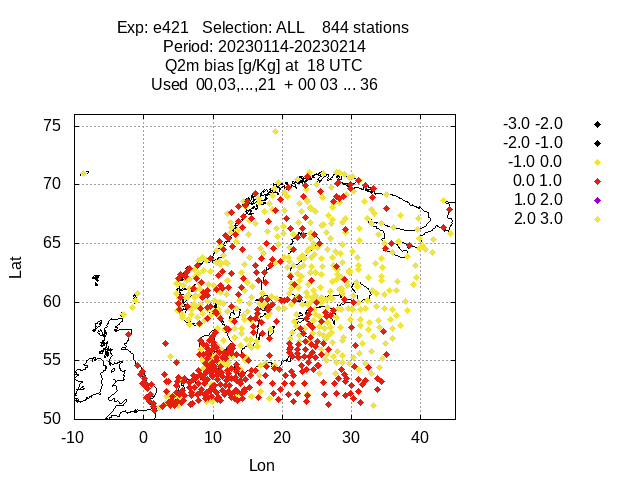 Exp: e421   Selection: ALL    844 stations
Period: 20230114-20230214
Q2m bias [g/Kg] at  18 UTC
Used  00,03,...,21  + 00 03 ... 36
-3.0 -2.0
-2.0 -1.0
-1.0 0.0
0.0 1.0
1.0 2.0
2.0 3.0
75
70
65
60
55
50
Lat
-10 0 10 20 30 40
Lon